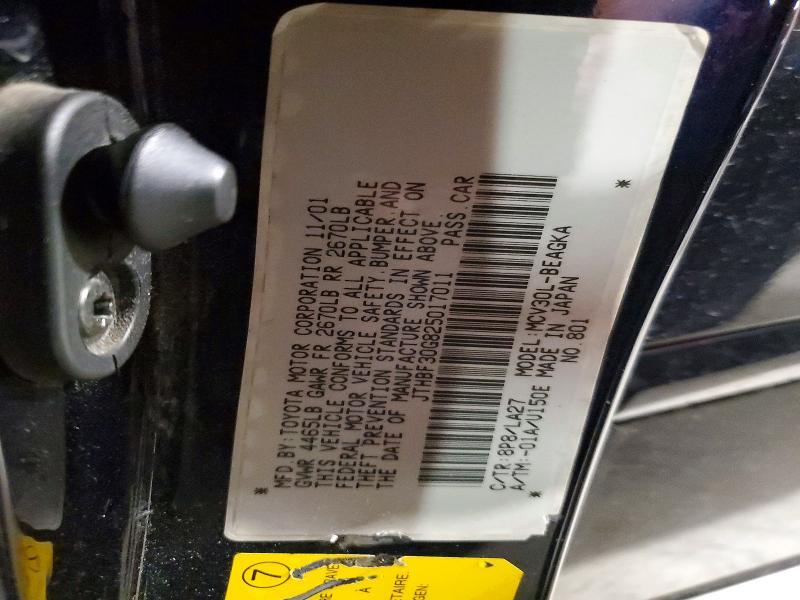 MFD BY: TOYOTA MOTOR CORPORATION 11/01
GVWR 4465LB GAWR FR 2670LB RR 2670LB
THIS VEHICLE CONFORMS TO ALL APPLICABLE
FEDERAL MOTOR VEHICLE SAFETY, BUMPER, AND
THEFT PREVENTION STANDARDS IN EFFECT ON
THE DATE OF MANUFACTURE SHOWN ABOVE.
JTHBF30G825017011 PASS CAR
C/TR:8P8/LA27 MODEL:MCV30L-BEAGKA
A/TM:-01A/U150E MADE IN JAPAN
NO.801
7
À